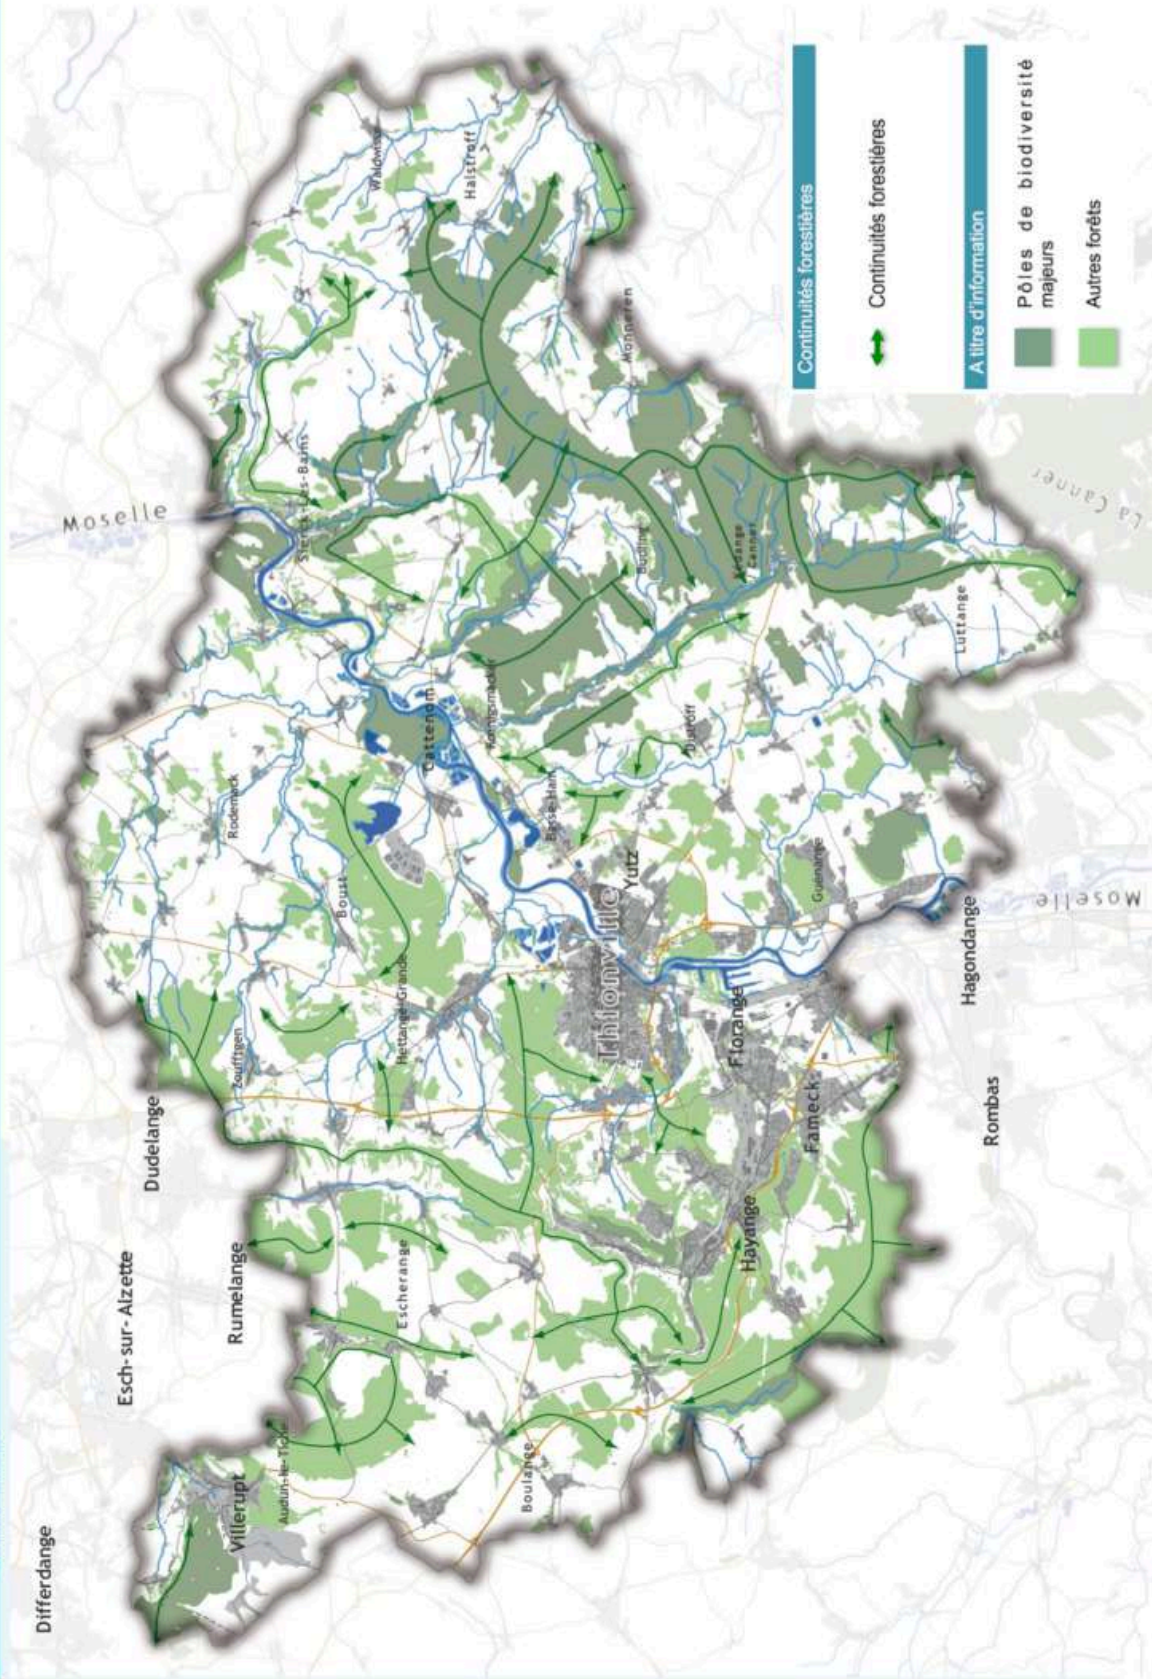 Differdange
Moselle
Esch-sur-Alzette
Dudelange
Villerupt
Rumelange
Zoufftgen
Rodemack
Audun-le-Tiche
Sierck-Les-Bains
Boust
Waldwisse
Escherange
Hettange-Grande
Cattenom
Halstroff
Boulange
Basse-Ham
Thionville
Yutz
Budling
Monneren
Distroff
Hayange
Florange
Canner
Fameck
Guénange
Luttange
Rombas
Hagondange
Moselle
La Canner
Continuités forestières
Continuités forestières
A titre d'information
Pôles de biodiversité
majeurs
Autres forêts